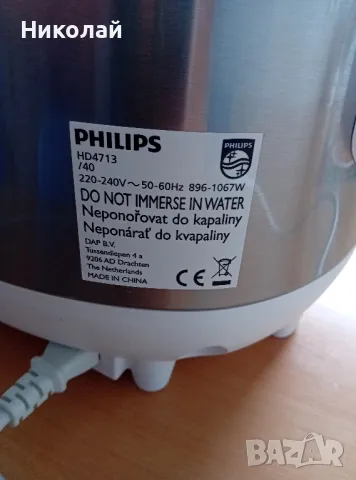 Николай
PHILIPS
HD4713
/40
PHILIPS
220-240V～50-60Hz 896-1067W
DO NOT IMMERSE IN WATER
Neponořovat do kapaliny
Neponárať do kvapaliny
DAP B.V.
Tussendiepen 4 a
9206 AD Drachten
The Netherlands
MADE IN CHINA
CE
BAZAR